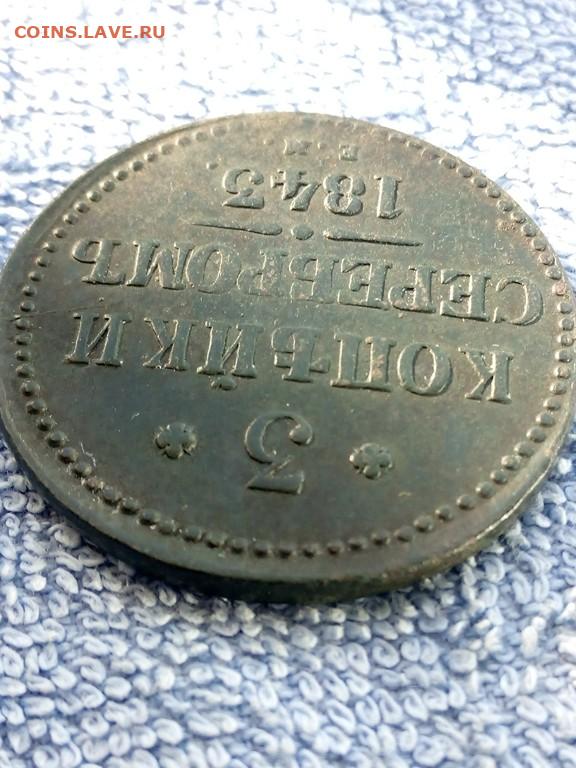 COINS.LAVE.RU
* 3 *
КОПѢЙКИ
СЕРЕБРОМЪ
1843
Е.М.